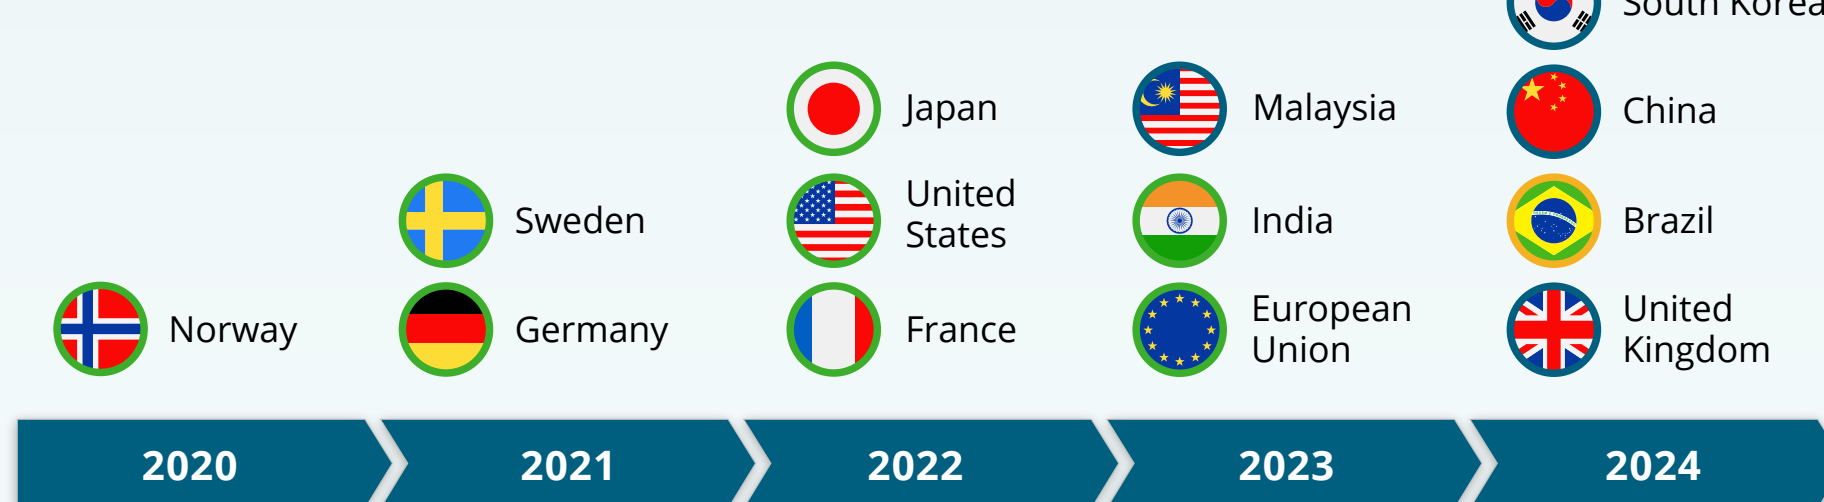 South Korea
Japan
Malaysia
China
United
States
Sweden
India
Brazil
Norway
Germany
France
European
Union
United
Kingdom
2020
2021
2022
2023
2024